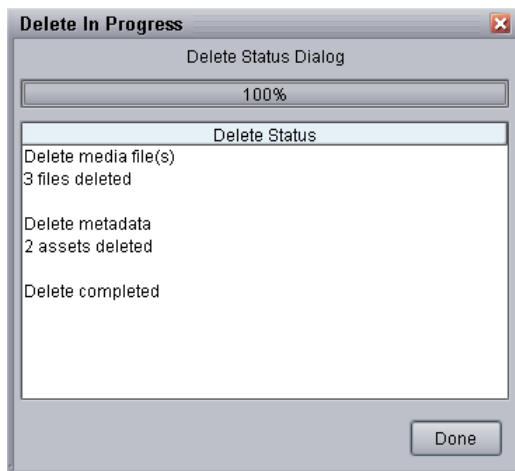 Delete In Progress
Delete Status Dialog
100%
Delete Status
Delete media file(s)
3 files deleted
Delete metadata
2 assets deleted
Delete completed
Done